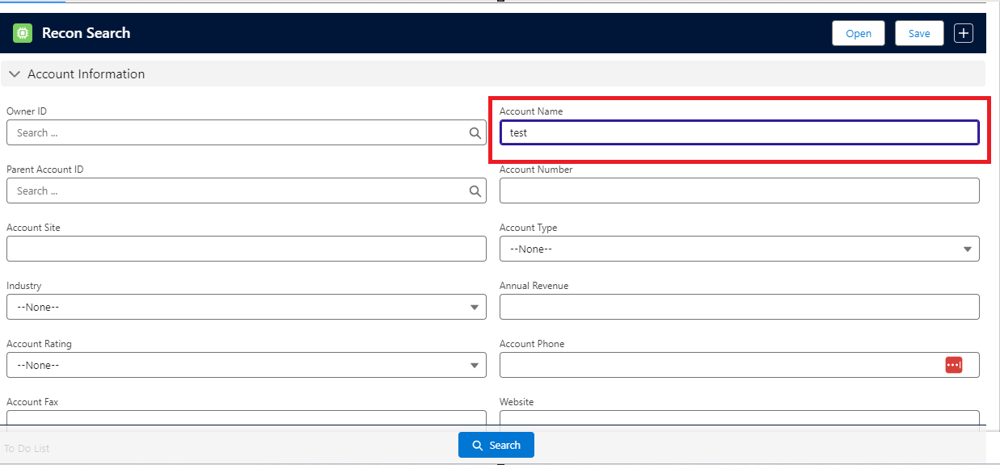 Recon Search
Open
Save
Account Information
Owner ID
Account Name
Search ...
test
Parent Account ID
Account Number
Search ...
Account Site
Account Type
--None--
Industry
Annual Revenue
--None--
Account Rating
Account Phone
--None--
Account Fax
Website
To Do List
Search